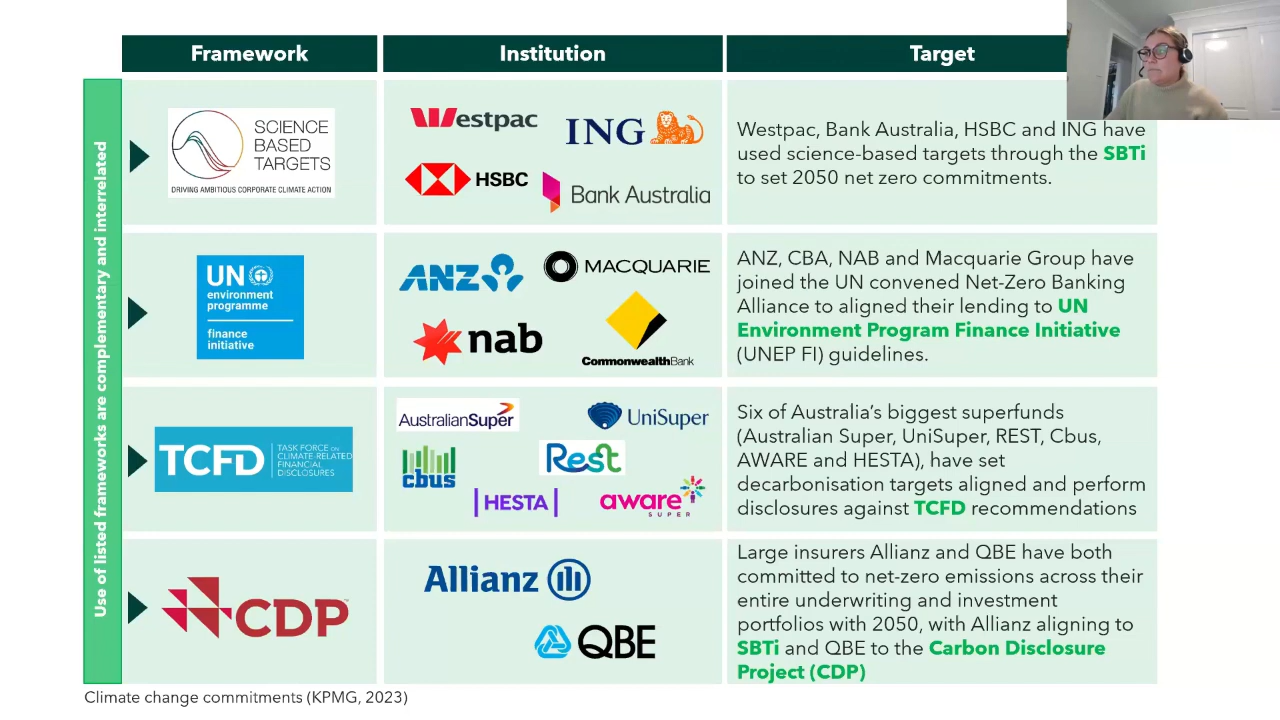 Framework
Institution
Target
Use of listed frameworks are complementary and interrelated
SCIENCE
BASED
TARGETS
DRIVING AMBITIOUS CORPORATE CLIMATE ACTION
Westpac
ING
HSBC
Bank Australia
Westpac, Bank Australia, HSBC and ING have
used science-based targets through the SBTi
to set 2050 net zero commitments.
UN
environment
programme
finance
initiative
ANZ
MACQUARIE
nab
CommonwealthBank
ANZ, CBA, NAB and Macquarie Group have
joined the UN convened Net-Zero Banking
Alliance to aligned their lending to UN
Environment Program Finance Initiative
(UNEP FI) guidelines.
TCFD
TASK FORCE ON
CLIMATE-RELATED
FINANCIAL
DISCLOSURES
AustralianSuper
UniSuper
cbus
Rest
HESTA
aware
SUPER
Six of Australia's biggest superfunds
(Australian Super, UniSuper, REST, Cbus,
AWARE and HESTA), have set
decarbonisation targets aligned and perform
disclosures against TCFD recommendations
CDP
Allianz
QBE
Large insurers Allianz and QBE have both
committed to net-zero emissions across their
entire underwriting and investment
portfolios with 2050, with Allianz aligning to
SBTi and QBE to the Carbon Disclosure
Project (CDP)
Climate change commitments (KPMG, 2023)